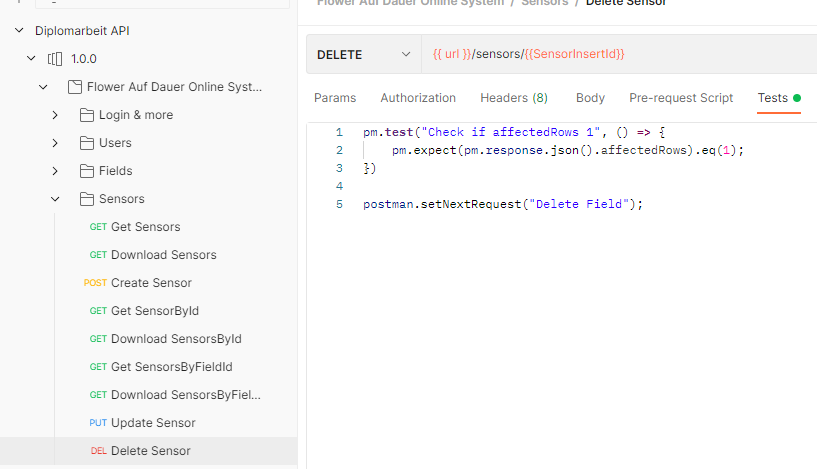 Flower Auf Dauer Online System / Sensors / Delete Sensor
Diplomarbeit API
1.0.0
Flower Auf Dauer Online Syst...
Login & more
Users
Fields
Sensors
GET Get Sensors
GET Download Sensors
POST Create Sensor
GET Get SensorById
GET Download SensorsById
GET Get SensorsByFieldId
GET Download SensorsByFiel...
PUT Update Sensor
DEL Delete Sensor
DELETE {{ url }}/sensors/{{SensorInsertId}}
Params Authorization Headers (8) Body Pre-request Script Tests
1 pm.test("Check if affectedRows 1", () => {
2 pm.expect(pm.response.json().affectedRows).eq(1);
3 })
4
5 postman.setNextRequest("Delete Field");